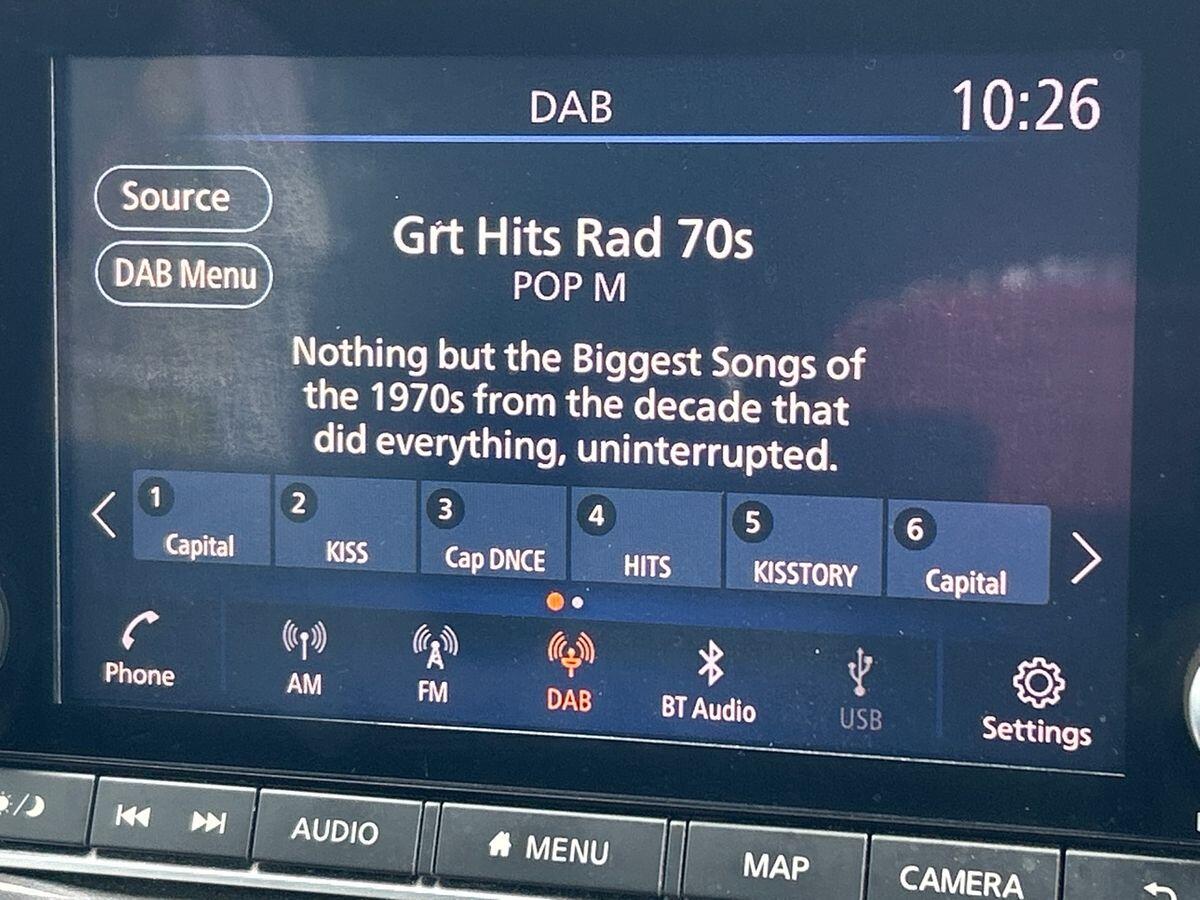 DAB
10:26
Source
DAB Menu
Grt Hits Rad 70s
POP M
Nothing but the Biggest Songs of
the 1970s from the decade that
did everything, uninterrupted.
1 2 3 4 5 6
Capital KISS Cap DNCE HITS KISSTORY Capital
Phone AM FM DAB BT Audio USB Settings
AUDIO MENU MAP CAMERA